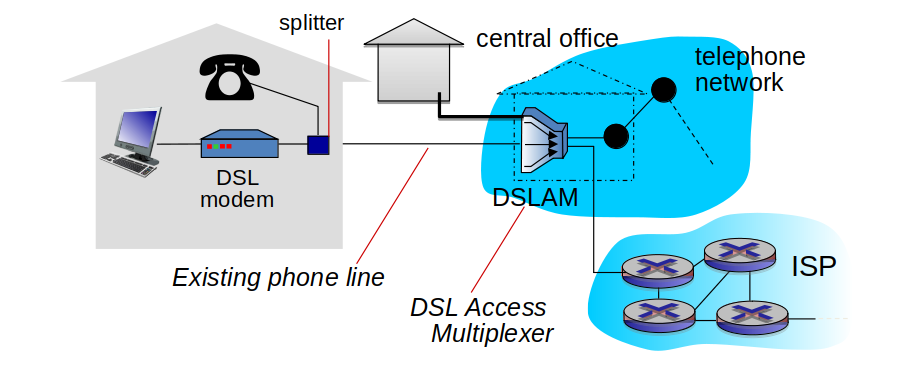 splitter
central office
telephone
network
DSL
modem
DSLAM
Existing phone line
DSL Access
Multiplexer
ISP